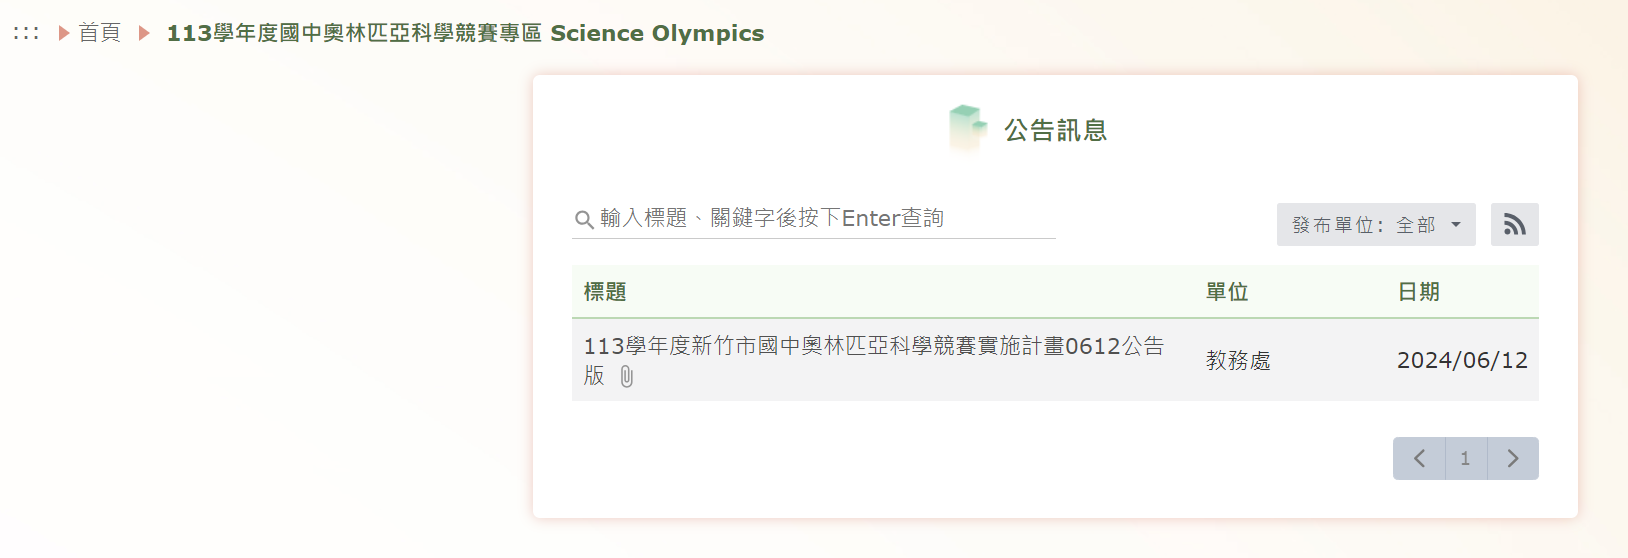 ::: 首頁 113學年度國中奧林匹亞科學競賽專區 Science Olympics
公告訊息
輸入標題、關鍵字後按下Enter查詢
發布單位: 全部
標題 單位 日期
113學年度新竹市國中奧林匹亞科學競賽實施計畫0612公告
版
教務處
2024/06/12
1